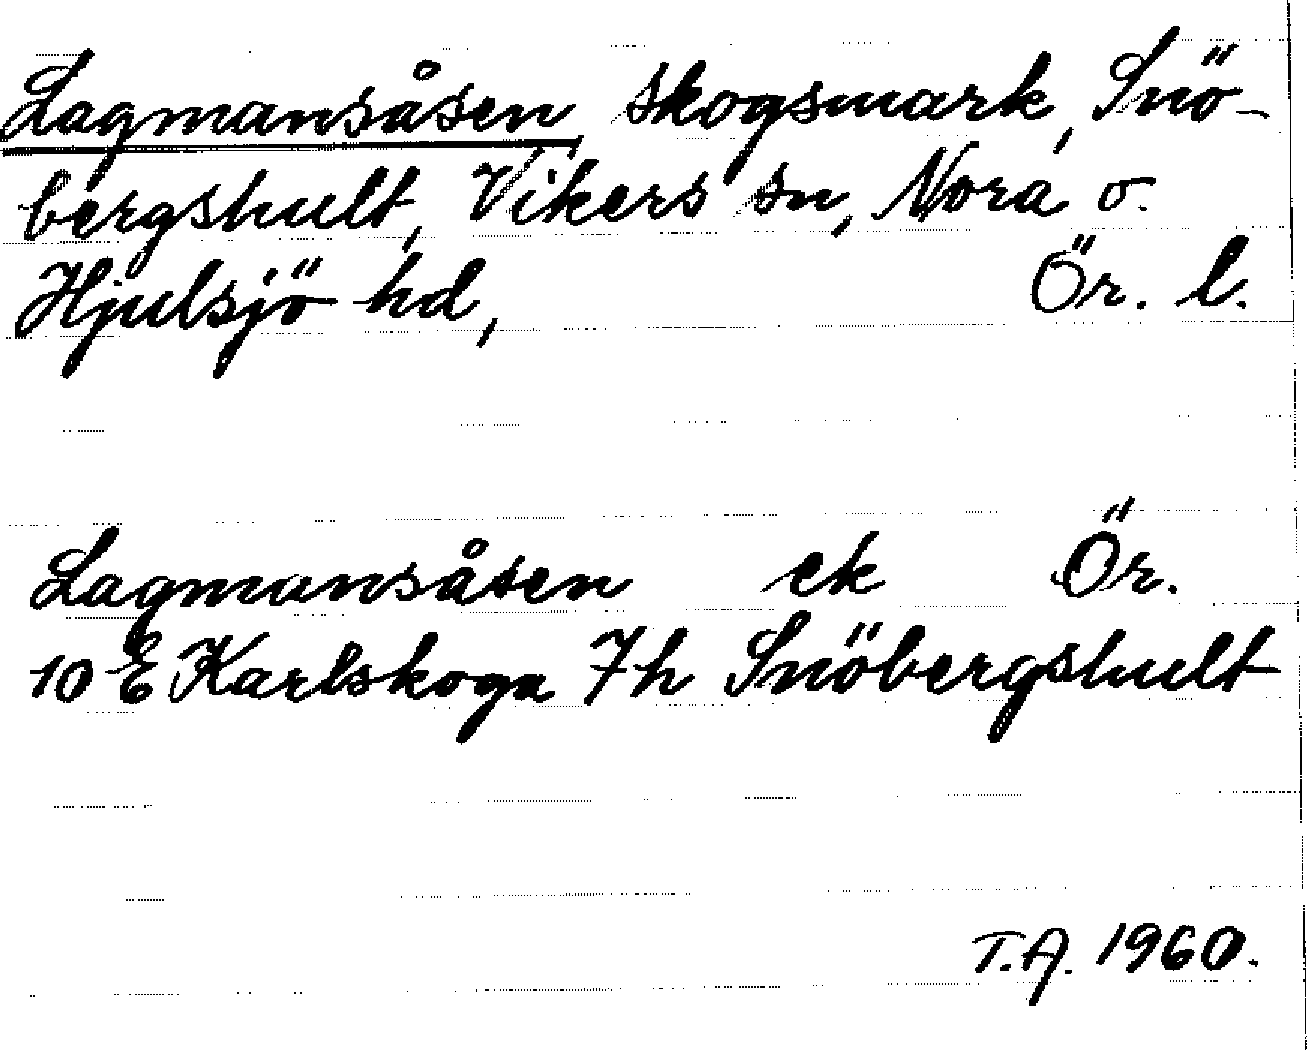 Lagmansåsen, skogsmark, Snö-
bergshult, Vikers sn, Nora o.
Hjulsjö hd, Ör. l.
Lagmansåsen ek Ör.
10 E Karlskoga 7h Snöbergshult
T.A. 1960.